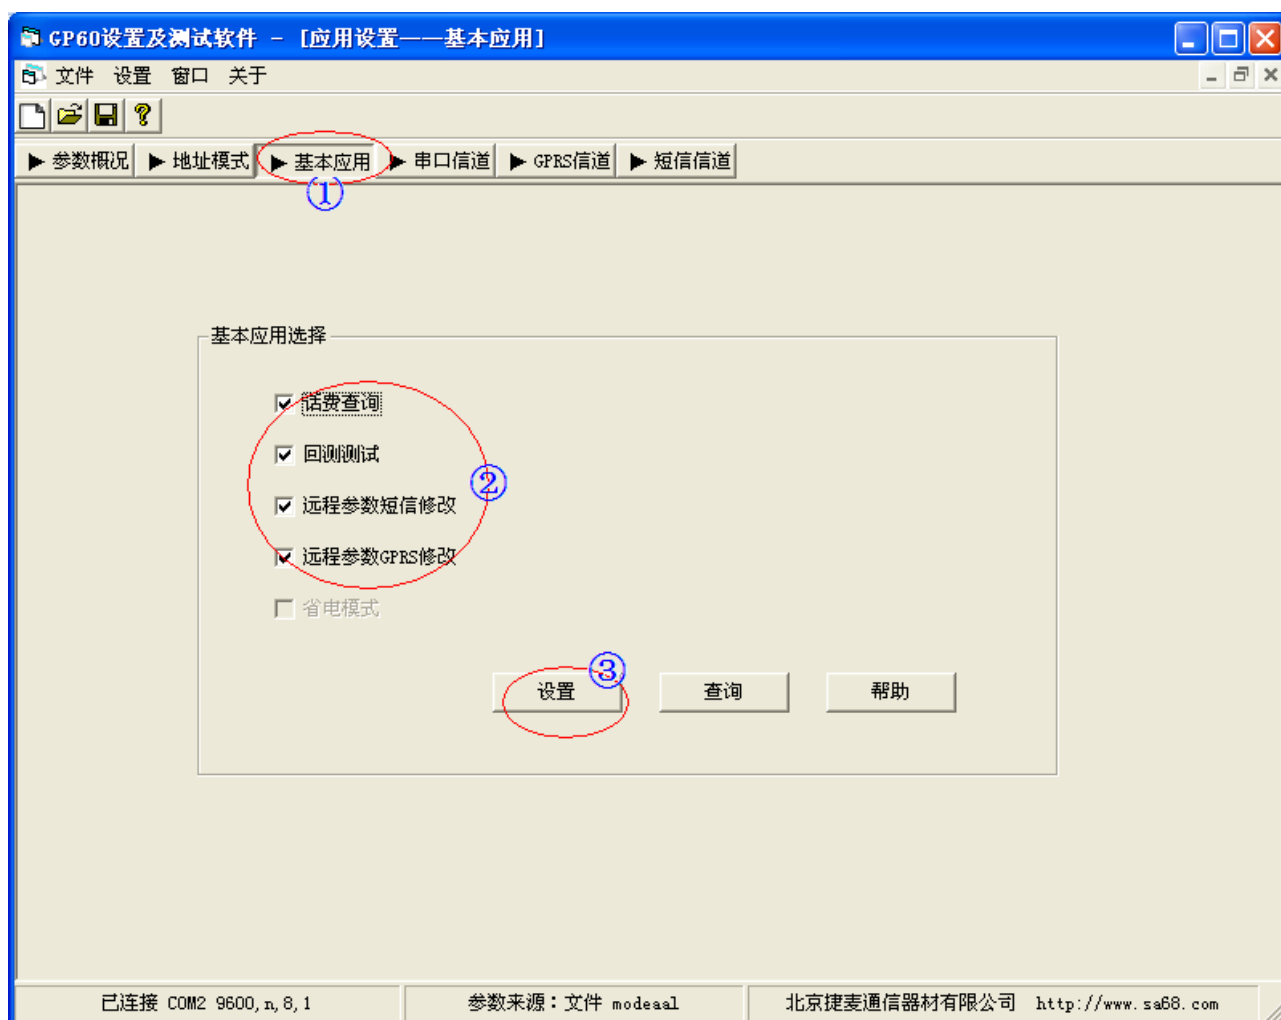 GP60设置及测试软件 - [应用设置——基本应用]
文件 设置 窗口 关于
参数概况 地址模式 基本应用 串口信道 GPRS信道 短信信道
①
基本应用选择
话费查询
回测测试
②
远程参数短信修改
远程参数GPRS修改
省电模式
③
设置 查询 帮助
已连接 COM2 9600,n,8,1 参数来源：文件 modeaal 北京捷麦通信器材有限公司 http://www.sa68.com